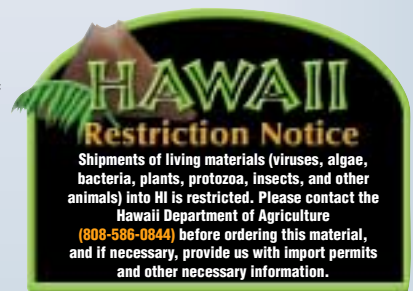 HAWAII
Restriction Notice
Shipments of living materials (viruses, algae,
bacteria, plants, protozoa, insects, and other
animals) into HI is restricted. Please contact the
Hawaii Department of Agriculture
(808-586-0844) before ordering this material,
and if necessary, provide us with import permits
and other necessary information.